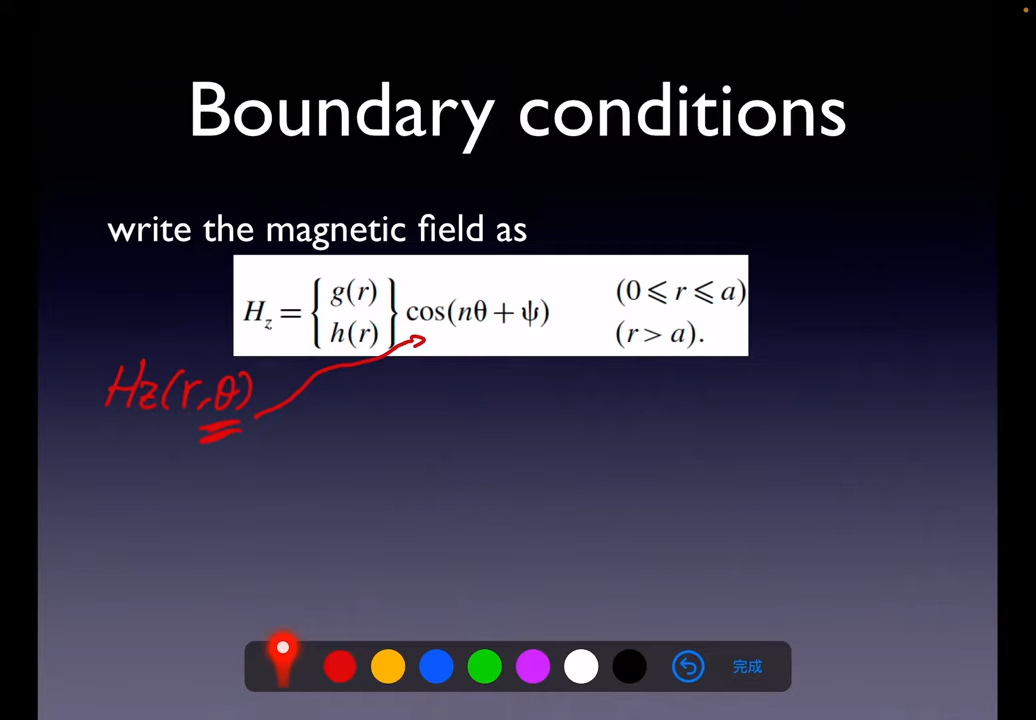 Boundary conditions
write the magnetic field as
H_z = { g(r) h(r) } cos(nθ + ψ) (0 ⩽ r ⩽ a) (r > a).
Hz(r,θ)
完成